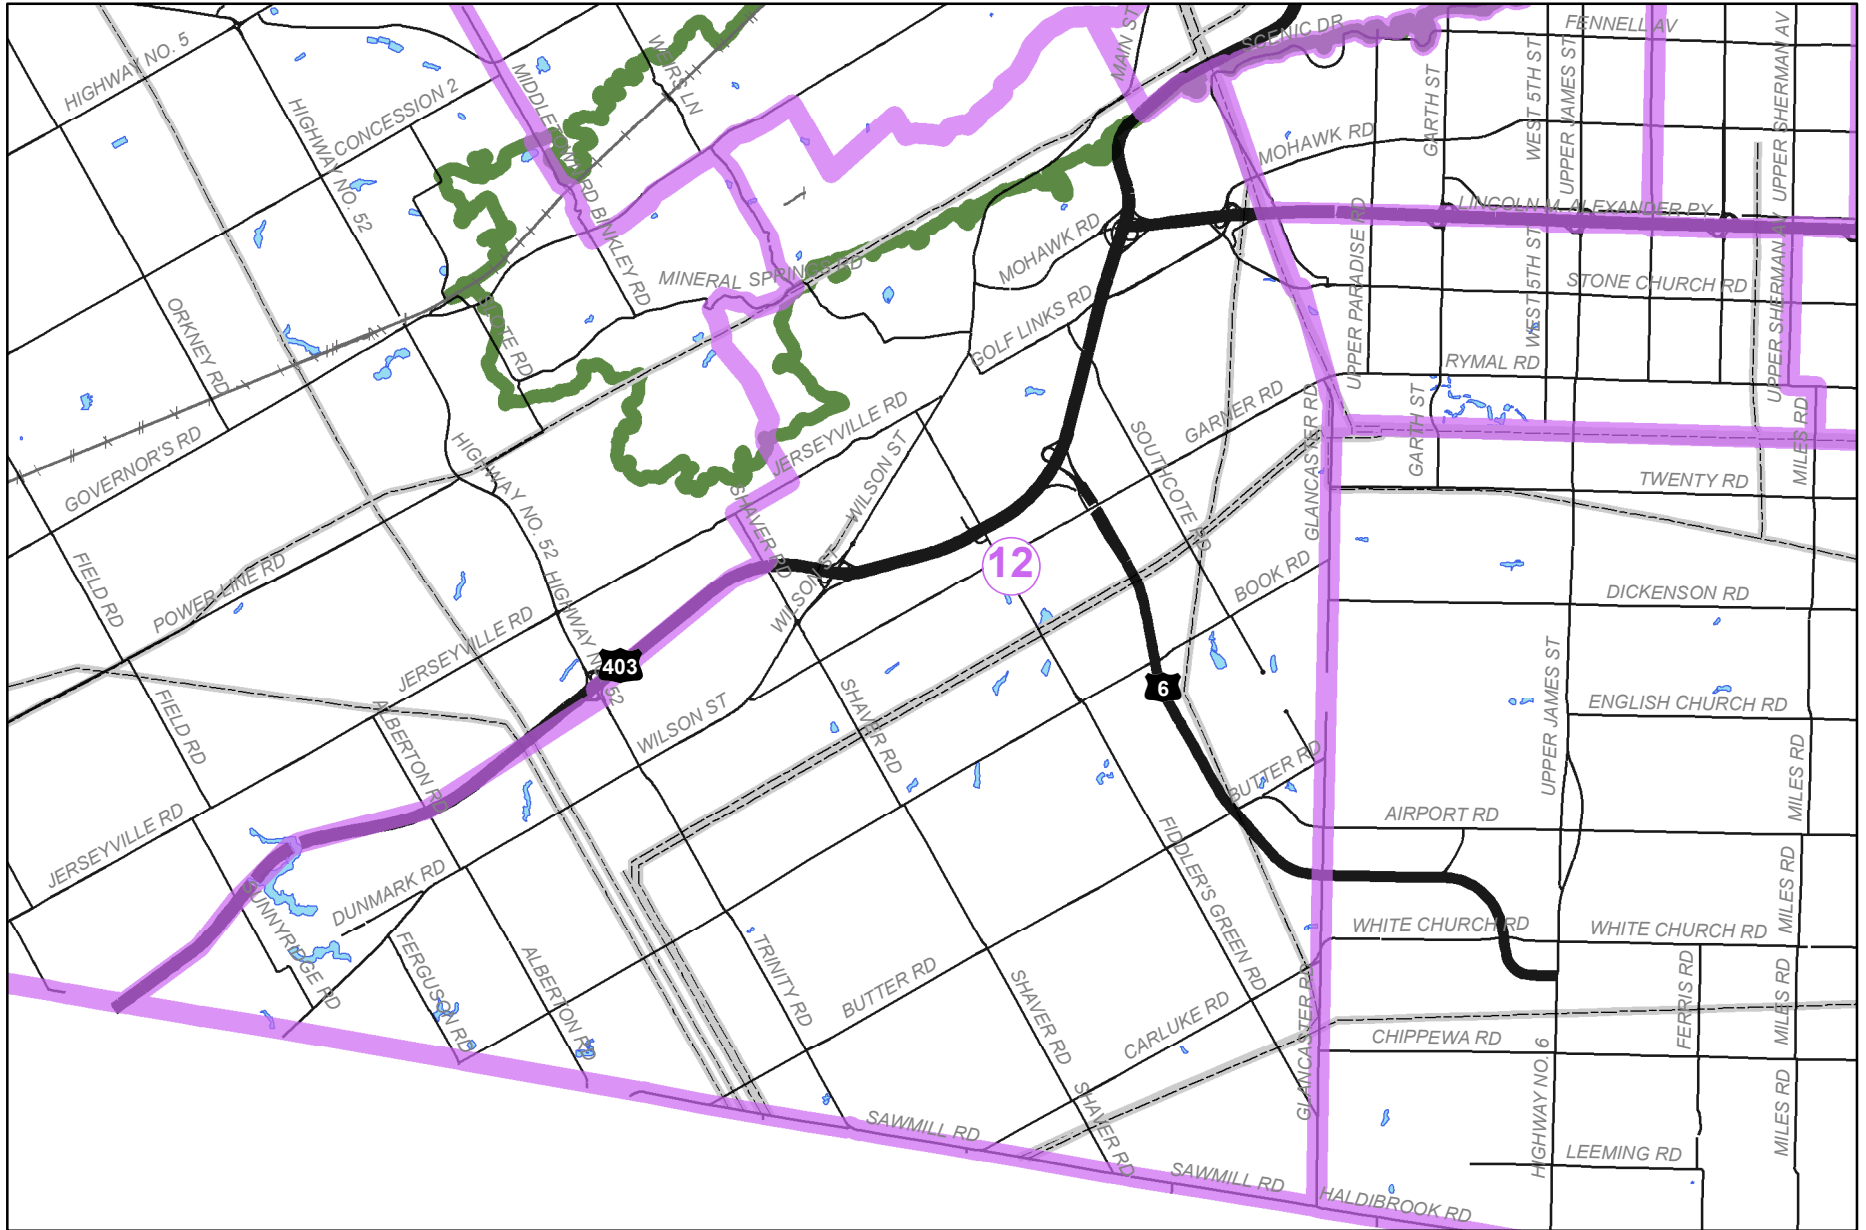 HIGHWAY NO. 5
HIGHWAY NO. 52
CONCESSION 2
WEIRS LN
MAIN ST
SCENIC DR
FENNELL AV
GARTH ST
WEST 5TH ST
UPPER JAMES ST
UPPER SHERMAN AV
MOHAWK RD
LINCOLN M. ALEXANDER PY
BINKLEY RD
MINERAL SPRINGS RD
MOHAWK RD
GOLF LINKS RD
UPPER PARADISE RD
WEST 5TH ST
STONE CHURCH RD
UPPER SHERMAN AV
ORKNEY RD
RYMAL RD
GARTH ST
GARNER RD
GLANCASTER RD
MILES RD
TWENTY RD
GOVERNOR'S RD
HIGHWAY NO. 52
JERSEYVILLE RD
WILSON ST
SHAVER RD
SOUTHCOTE RD
12
FIELD RD
POWER LINE RD
HIGHWAY NO. 52
WILSON ST
BOOK RD
DICKENSON RD
JERSEYVILLE RD
403
6
FIELD RD
ALBERTON RD
WILSON ST
SHAVER RD
UPPER JAMES ST
ENGLISH CHURCH RD
MILES RD
BUTTER RD
AIRPORT RD
JERSEYVILLE RD
DUNMARK RD
SUNNYRIDGE RD
FERGUSON RD
ALBERTON RD
TRINITY RD
BUTTER RD
SHAVER RD
FIDDLER'S GREEN RD
CARLUKE RD
GLANCASTER RD
WHITE CHURCH RD
WHITE CHURCH RD
MILES RD
FERRIS RD
MILES RD
CHIPPEWA RD
HIGHWAY NO. 6
MILES RD
SHAVER RD
SAWMILL RD
SAWMILL RD
LEEMING RD
HALDIBROOK RD